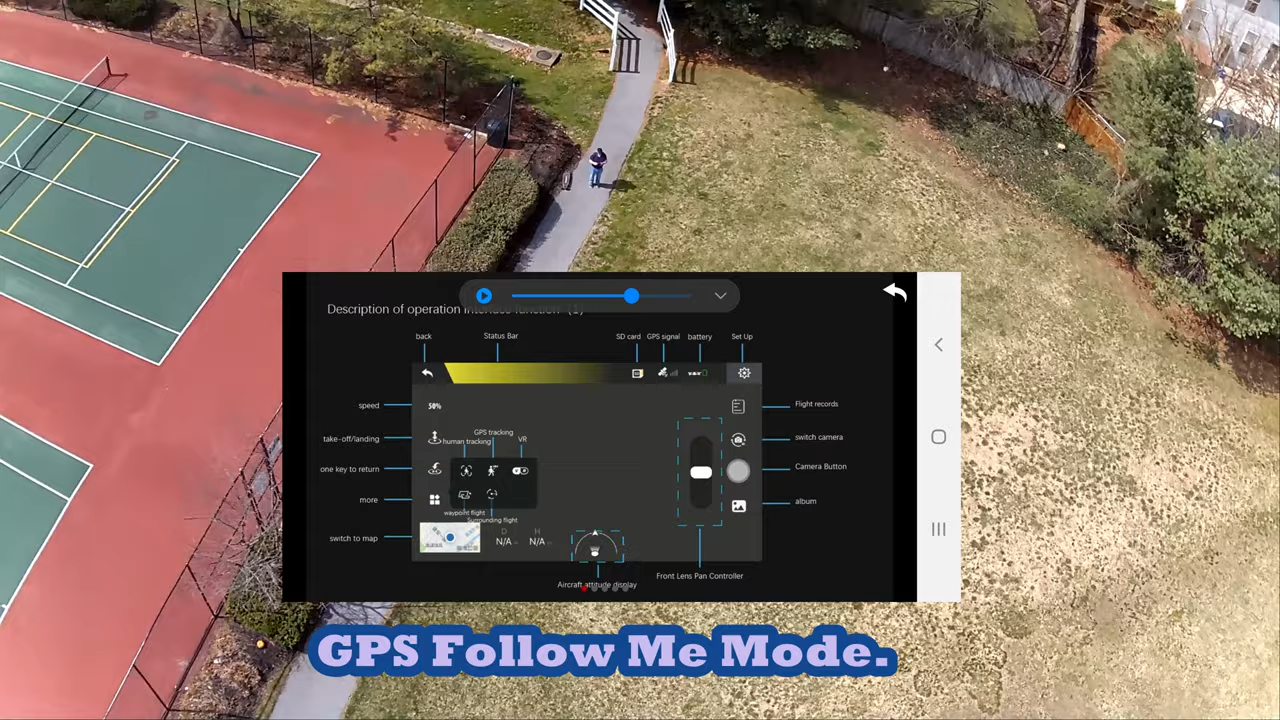 Description of operation interface function (1)
back
Status Bar
SD card
GPS signal
battery
Set Up
speed
50%
Flight records
take-off/landing
GPS tracking
human tracking
VR
switch camera
one key to return
Camera Button
more
album
waypoint flight
Surrounding flight
switch to map
D
H
N/A
N/A
Aircraft attitude display
Front Lens Pan Controller
GPS Follow Me Mode.